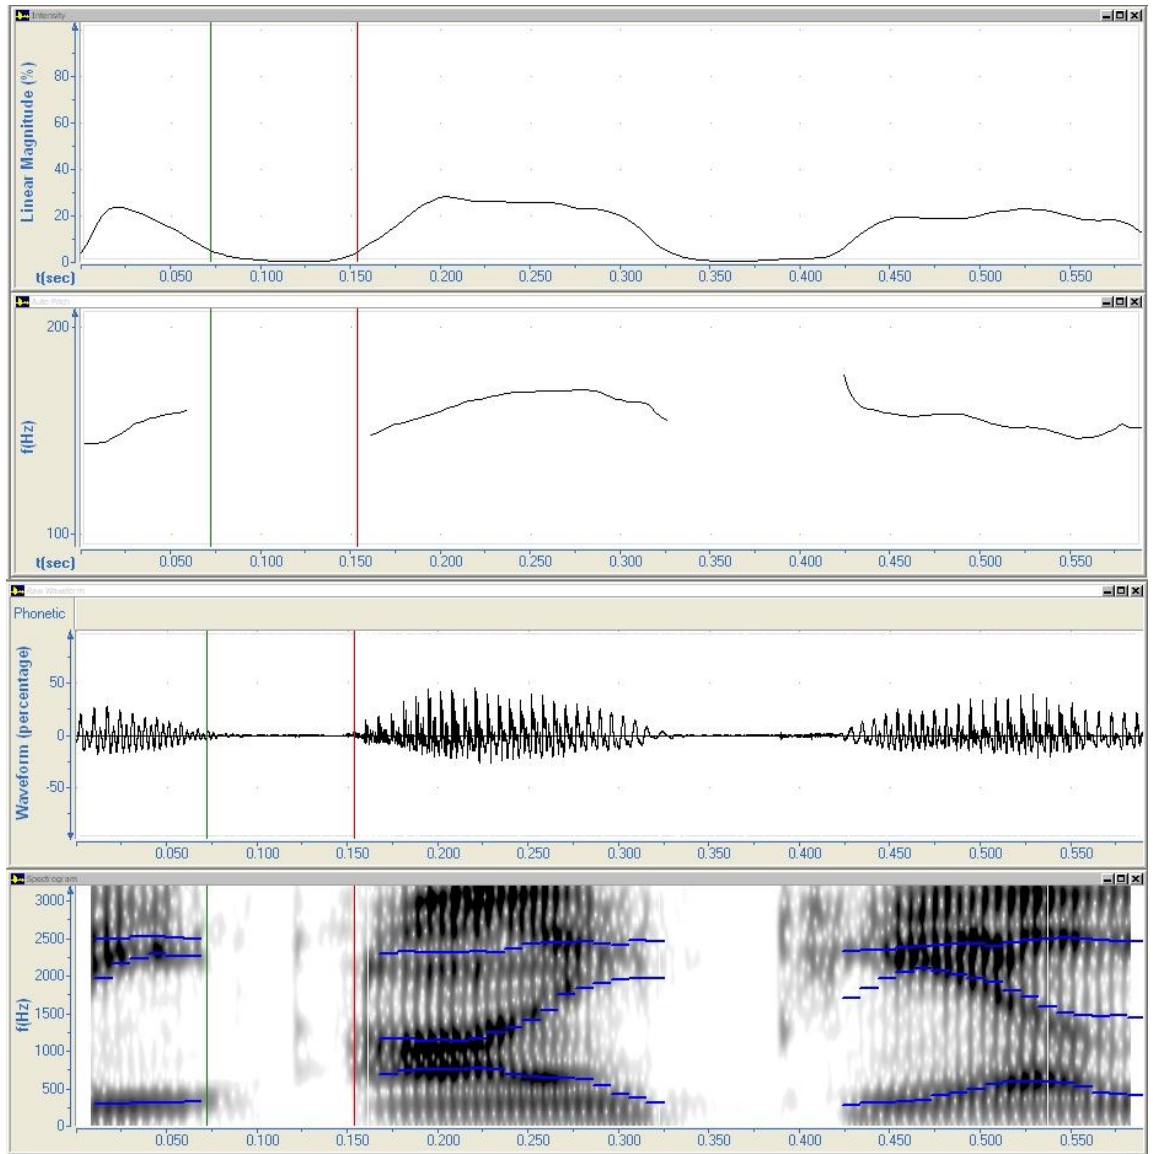 Intensity
Linear Magnitude (%)
80
60
40
20
0
t(sec) 0.050 0.100 0.150 0.200 0.250 0.300 0.350 0.400 0.450 0.500 0.550
Auto Pitch
f(Hz)
200
100
t(sec) 0.050 0.100 0.150 0.200 0.250 0.300 0.350 0.400 0.450 0.500 0.550
Raw Waveform
Phonetic
Waveform (percentage)
50
0
-50
0.050 0.100 0.150 0.200 0.250 0.300 0.350 0.400 0.450 0.500 0.550
Spectrogram
f(Hz)
3000
2500
2000
1500
1000
500
0
0.050 0.100 0.150 0.200 0.250 0.300 0.350 0.400 0.450 0.500 0.550